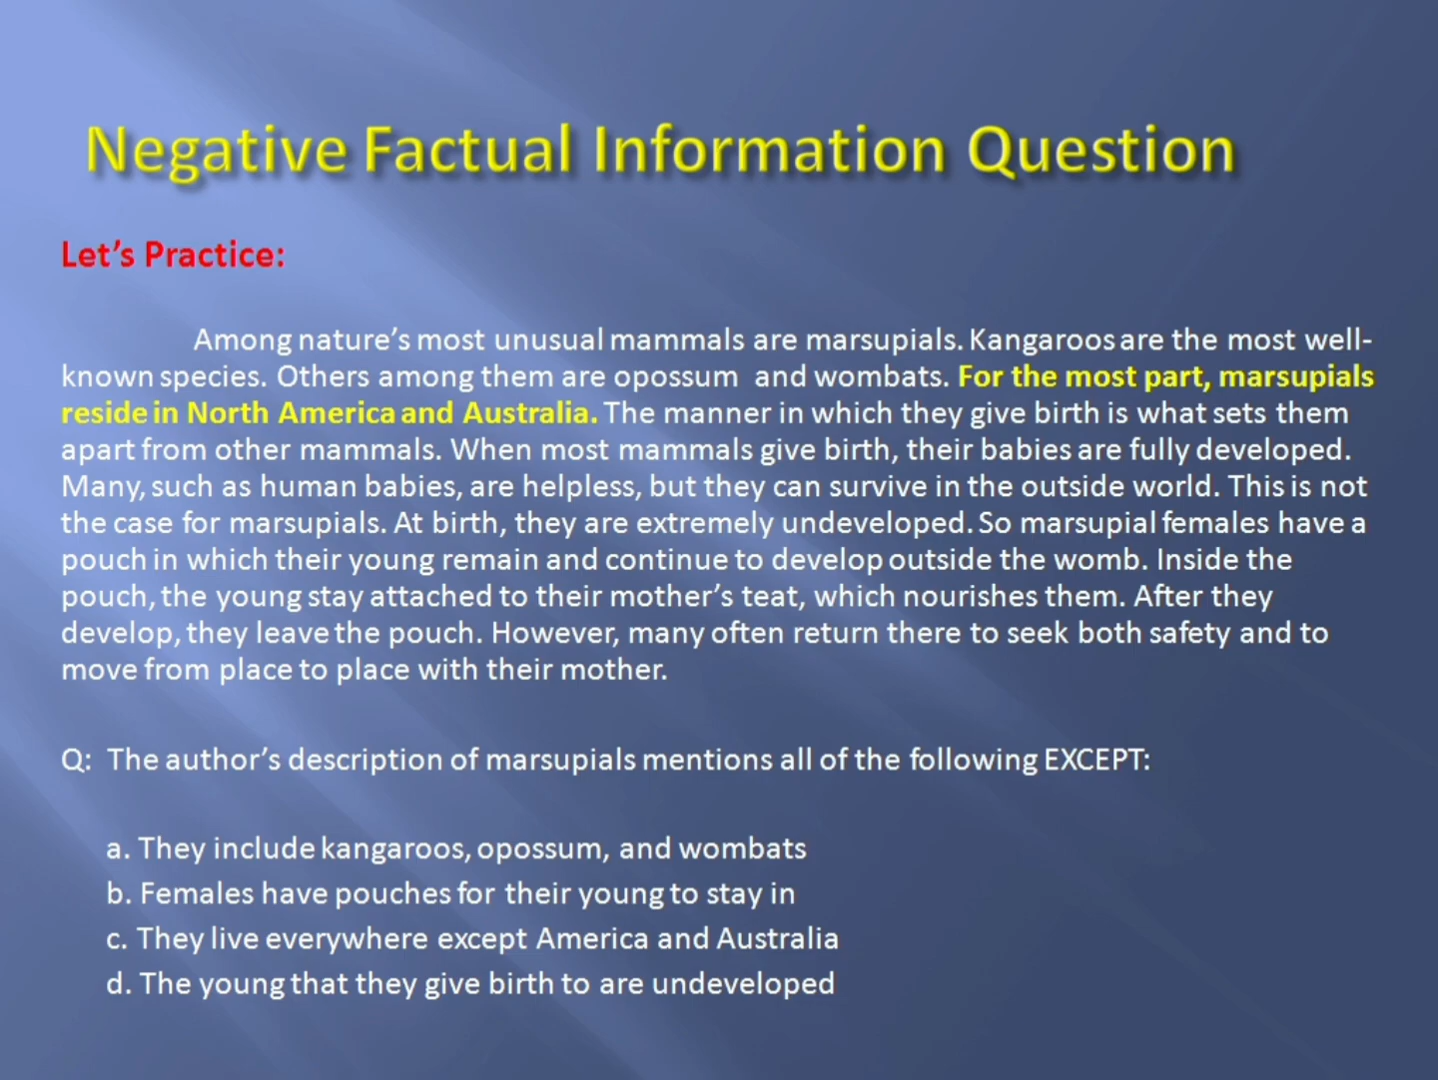 Negative Factual Information Question
Let's Practice:
Among nature's most unusual mammals are marsupials. Kangaroos are the most well-
known species. Others among them are opossum and wombats. For the most part, marsupials
reside in North America and Australia. The manner in which they give birth is what sets them
apart from other mammals. When most mammals give birth, their babies are fully developed.
Many, such as human babies, are helpless, but they can survive in the outside world. This is not
the case for marsupials. At birth, they are extremely undeveloped. So marsupial females have a
pouch in which their young remain and continue to develop outside the womb. Inside the
pouch, the young stay attached to their mother's teat, which nourishes them. After they
develop, they leave the pouch. However, many often return there to seek both safety and to
move from place to place with their mother.
Q: The author's description of marsupials mentions all of the following EXCEPT:
a. They include kangaroos, opossum, and wombats
b. Females have pouches for their young to stay in
c. They live everywhere except America and Australia
d. The young that they give birth to are undeveloped